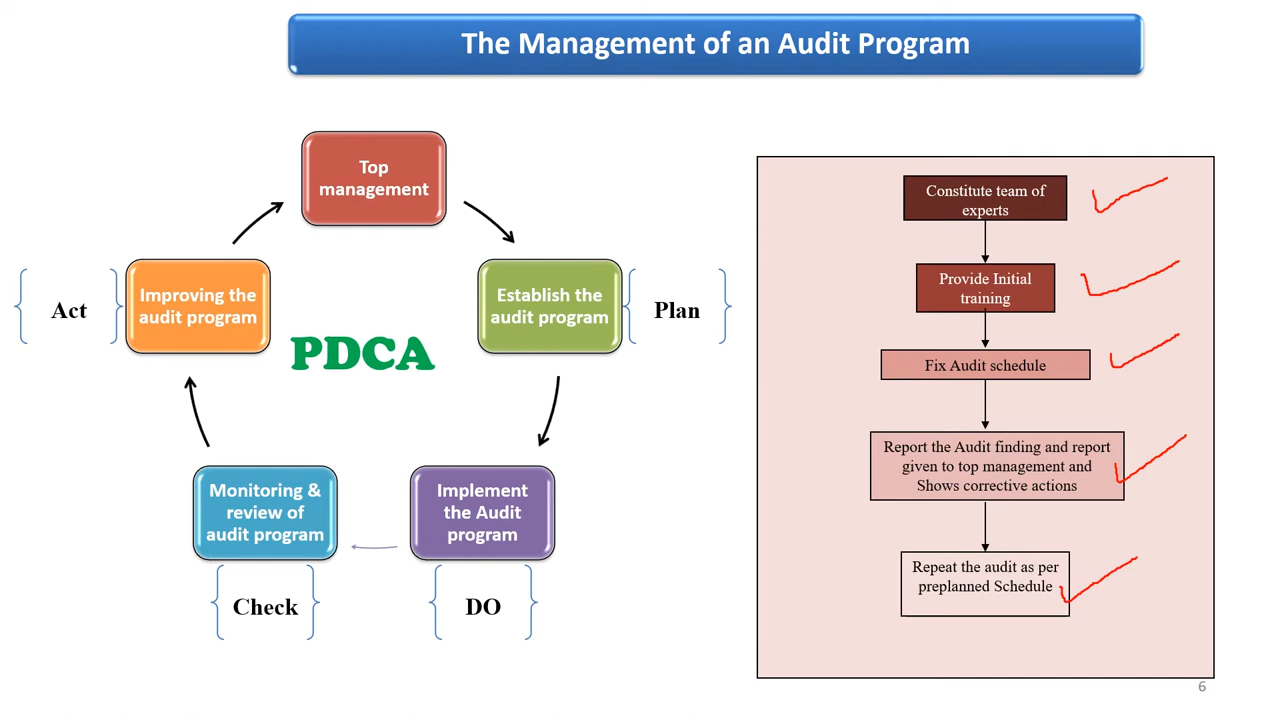 The Management of an Audit Program
Top
management
Establish the
audit program
Plan
Implement
the Audit
program
DO
Monitoring &
review of
audit program
Check
Improving the
audit program
Act
PDCA
Constitute team of
experts
Provide Initial
training
Fix Audit schedule
Report the Audit finding and report
given to top management and
Shows corrective actions
Repeat the audit as per
preplanned Schedule
6